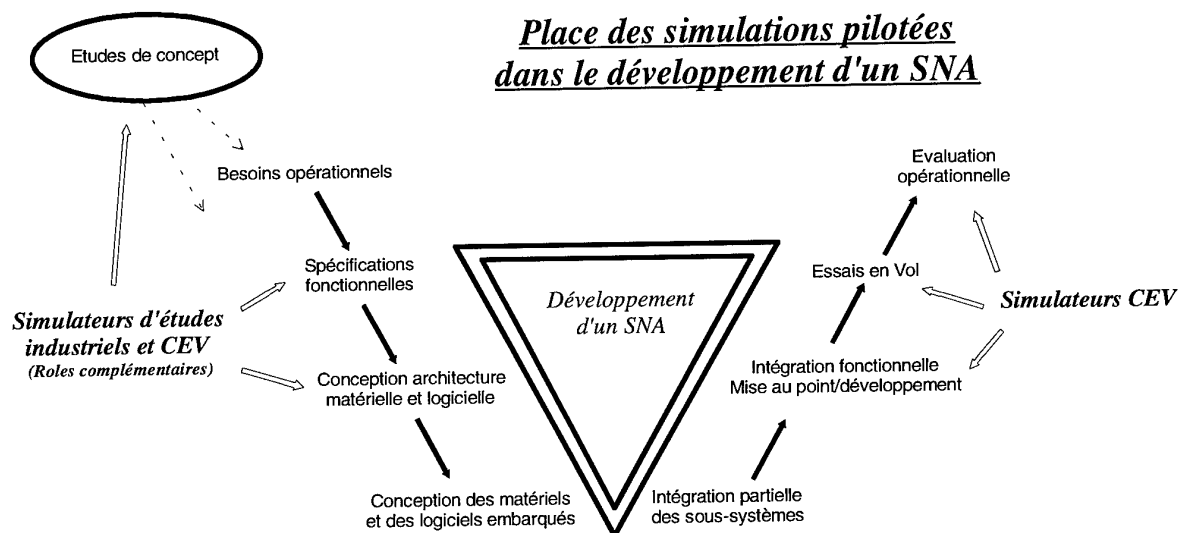 Place des simulations pilotées
dans le développement d'un SNA
Etudes de concept
Besoins opérationnels
Spécifications
fonctionnelles
Simulateurs d'études
industriels et CEV
(Roles complémentaires)
Conception architecture
matérielle et logicielle
Conception des matériels
et des logiciels embarqués
Développement
d'un SNA
Evaluation
opérationnelle
Essais en Vol
Simulateurs CEV
Intégration fonctionnelle
Mise au point/développement
Intégration partielle
des sous-systèmes